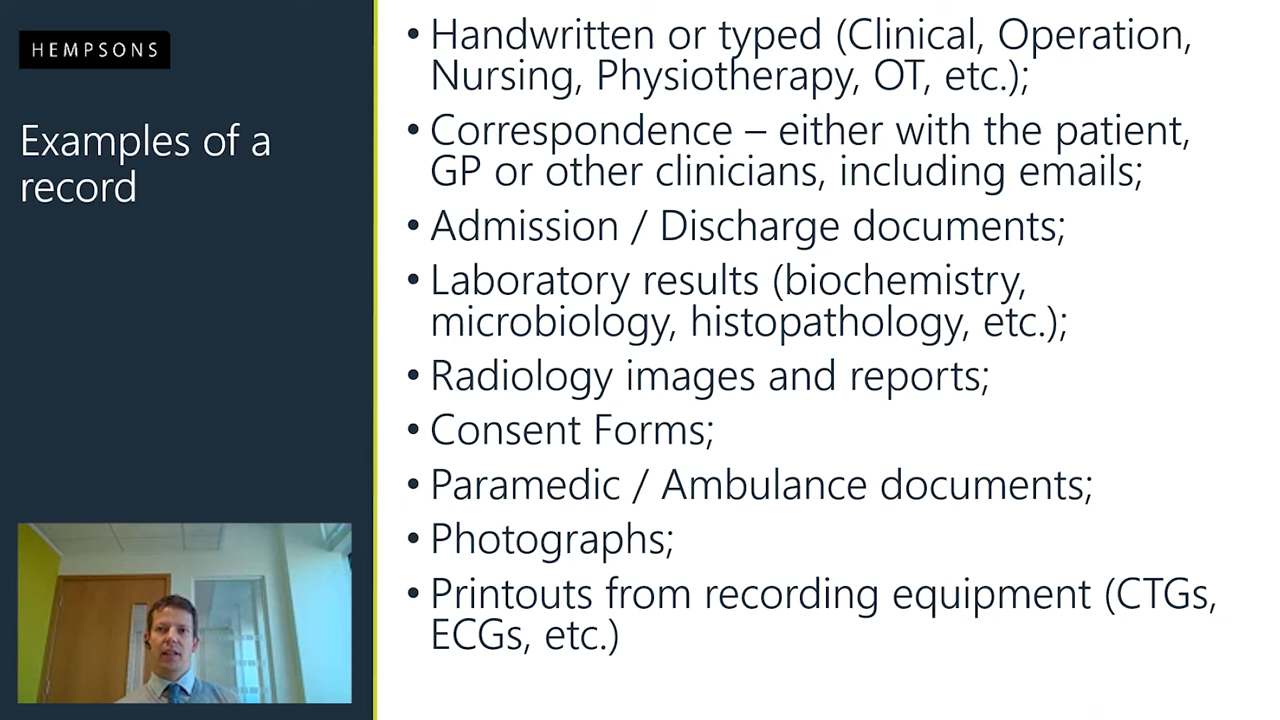 HEMPSONS
Examples of a
record
• Handwritten or typed (Clinical, Operation,
Nursing, Physiotherapy, OT, etc.);
• Correspondence – either with the patient,
GP or other clinicians, including emails;
• Admission / Discharge documents;
• Laboratory results (biochemistry,
microbiology, histopathology, etc.);
• Radiology images and reports;
• Consent Forms;
• Paramedic / Ambulance documents;
• Photographs;
• Printouts from recording equipment (CTGs,
ECGs, etc.)